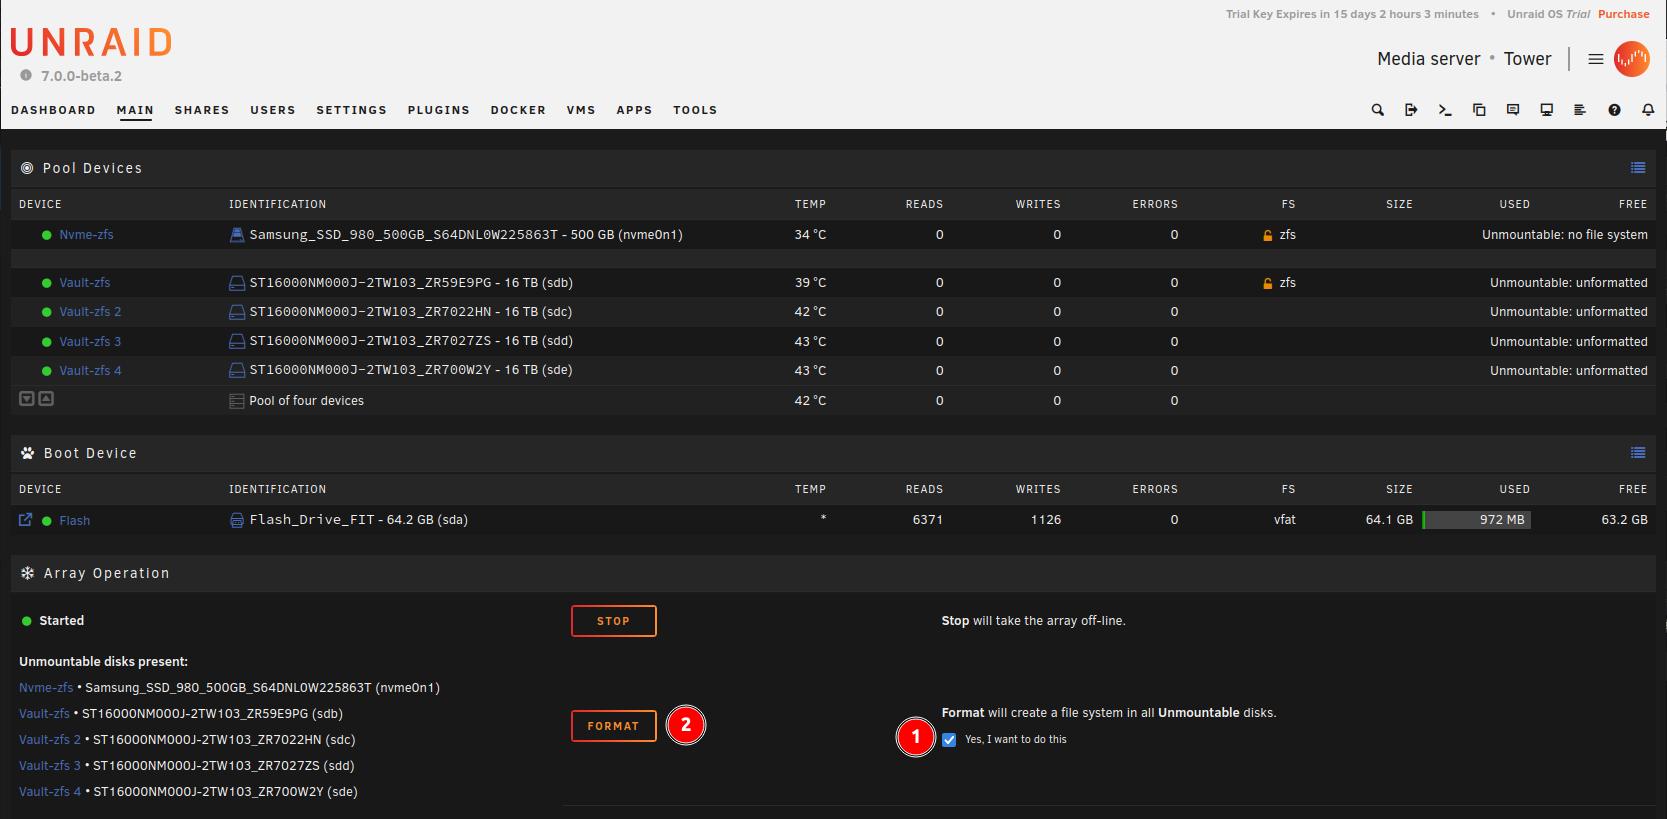 Trial Key Expires in 15 days 2 hours 3 minutes • Unraid OS Trial Purchase
UNRAID
7.0.0-beta.2
Media server • Tower
DASHBOARD MAIN SHARES USERS SETTINGS PLUGINS DOCKER VMS APPS TOOLS
Pool Devices
DEVICE IDENTIFICATION TEMP READS WRITES ERRORS FS SIZE USED FREE
Nvme-zfs Samsung_SSD_980_500GB_S64DNL0W225863T - 500 GB (nvme0n1) 34 °C 0 0 0 zfs Unmountable: no file system
Vault-zfs ST16000NM000J-2TW103_ZR59E9PG - 16 TB (sdb) 39 °C 0 0 0 zfs Unmountable: unformatted
Vault-zfs 2 ST16000NM000J-2TW103_ZR7022HN - 16 TB (sdc) 42 °C 0 0 0 Unmountable: unformatted
Vault-zfs 3 ST16000NM000J-2TW103_ZR7027ZS - 16 TB (sdd) 43 °C 0 0 0 Unmountable: unformatted
Vault-zfs 4 ST16000NM000J-2TW103_ZR700W2Y - 16 TB (sde) 43 °C 0 0 0 Unmountable: unformatted
Pool of four devices 42 °C 0 0 0
Boot Device
DEVICE IDENTIFICATION TEMP READS WRITES ERRORS FS SIZE USED FREE
Flash Flash_Drive_FIT - 64.2 GB (sda) * 6371 1126 0 vfat 64.1 GB 972 MB 63.2 GB
Array Operation
Started STOP Stop will take the array off-line.
Unmountable disks present:
Nvme-zfs • Samsung_SSD_980_500GB_S64DNL0W225863T (nvme0n1)
Vault-zfs • ST16000NM000J-2TW103_ZR59E9PG (sdb)
Vault-zfs 2 • ST16000NM000J-2TW103_ZR7022HN (sdc)
Vault-zfs 3 • ST16000NM000J-2TW103_ZR7027ZS (sdd)
Vault-zfs 4 • ST16000NM000J-2TW103_ZR700W2Y (sde)
FORMAT 2
Format will create a file system in all Unmountable disks.
1 Yes, I want to do this